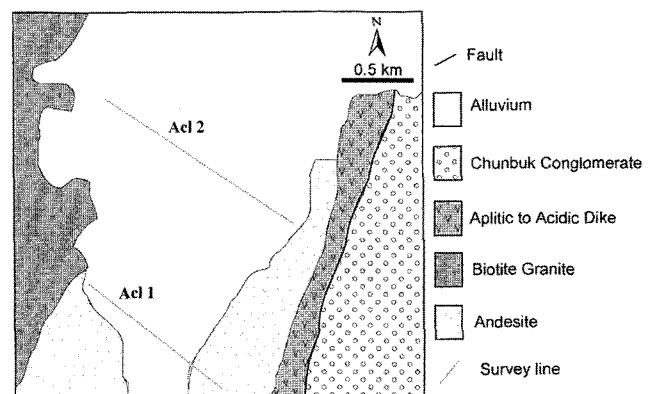 N
0.5 km
Acl 2
Acl 1
Fault
Alluvium
Chunbuk Conglomerate
Aplitic to Acidic Dike
Biotite Granite
Andesite
Survey line